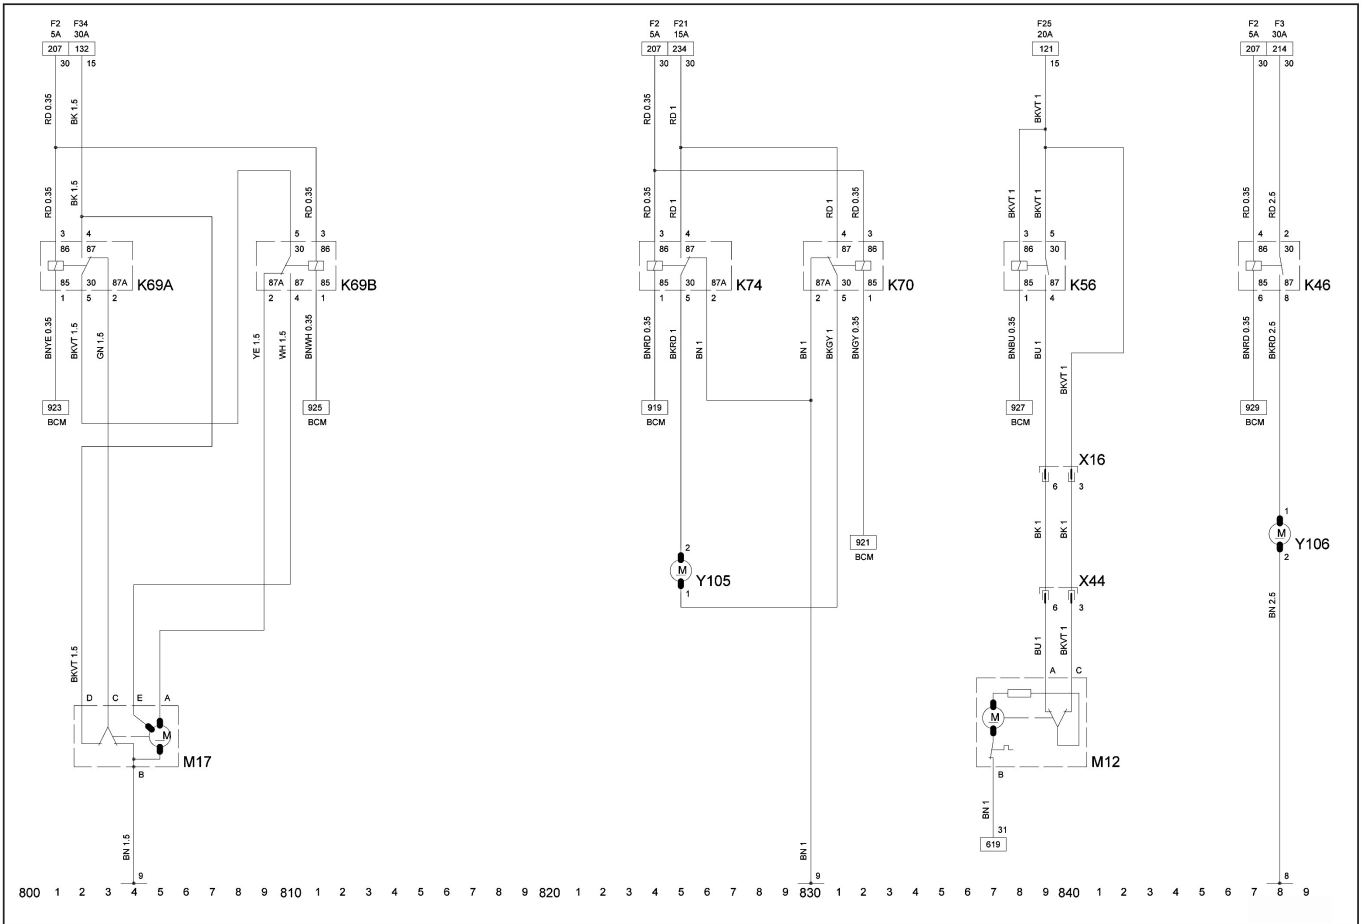 F2 F34 F2 F21 F25 F2 F3
5A 30A 5A 15A 20A 5A 30A
207 132 207 234 121 207 214
30 15 30 30 15 30 30
RD 0.35 BK 1.5 RD 0.35 RD 1 BKVT 1
RD 0.35 BK 1.5 RD 0.35 RD 0.35 RD 1 RD 1 RD 0.35 BKVT 1 BKVT 1 RD 0.35 RD 2.5
3 4 5 3 3 4 4 3 3 5 4 2
86 87 30 86 86 87 87 86 86 30 86 30
85 30 87A 87A 87 85 85 30 87A 87A 30 85 85 87 85 87
K69A K69B K74 K70 K56 K46
1 5 2 2 4 1 1 5 2 2 5 1 1 4 6 8
BNYE 0.35 BKVT 1.5 GN 1.5 YE 1.5 WH 1.5 BNWH 0.35 BNRD 0.35 BKRD 1 BN 1 BN 1 BKGY 1 BNGY 0.35 BNBU 0.35 BU 1 BKVT 1 BNRD 0.35 BKRD 2.5
923 925 919 927 929
BCM BCM BCM BCM BCM
X16
6 3
BK 1 BK 1
1
M Y106
2
921
BCM
2
M Y105
1
X44
6 3
BN 2.5
BKVT 1.5 BU 1 BKVT 1
D C E A A C
M M
M17 M12
B B
BN 1.5 BN 1 BN 1
31
619
9 9 8
800 1 2 3 4 5 6 7 8 9 810 1 2 3 4 5 6 7 8 9 820 1 2 3 4 5 6 7 8 9 830 1 2 3 4 5 6 7 8 9 840 1 2 3 4 5 6 7 8 9